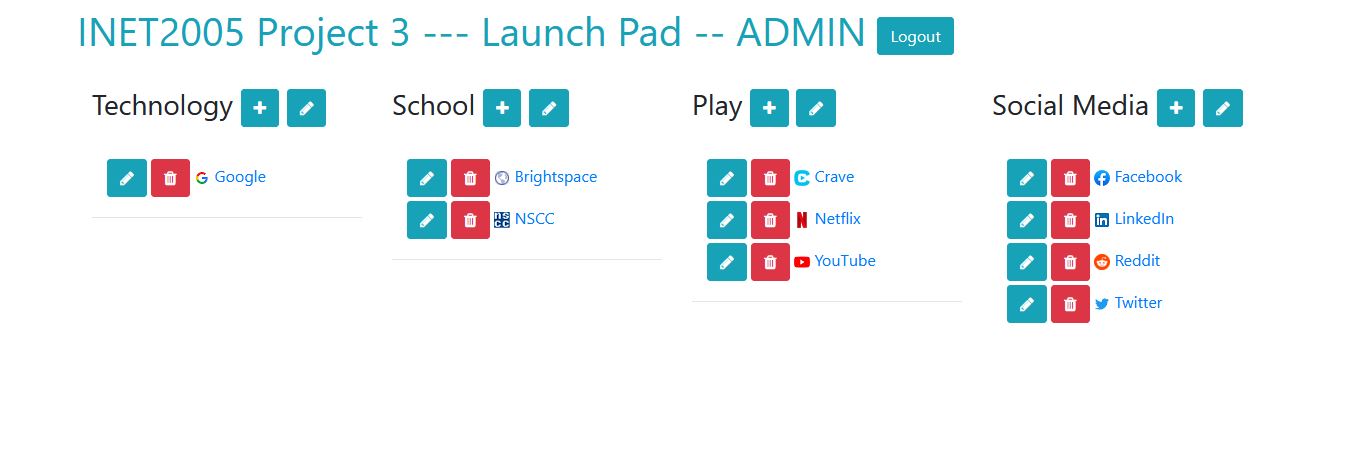 INET2005 Project 3 --- Launch Pad -- ADMIN Logout
Technology
Google
School
Brightspace
NSCC
Play
Crave
Netflix
YouTube
Social Media
Facebook
LinkedIn
Reddit
Twitter